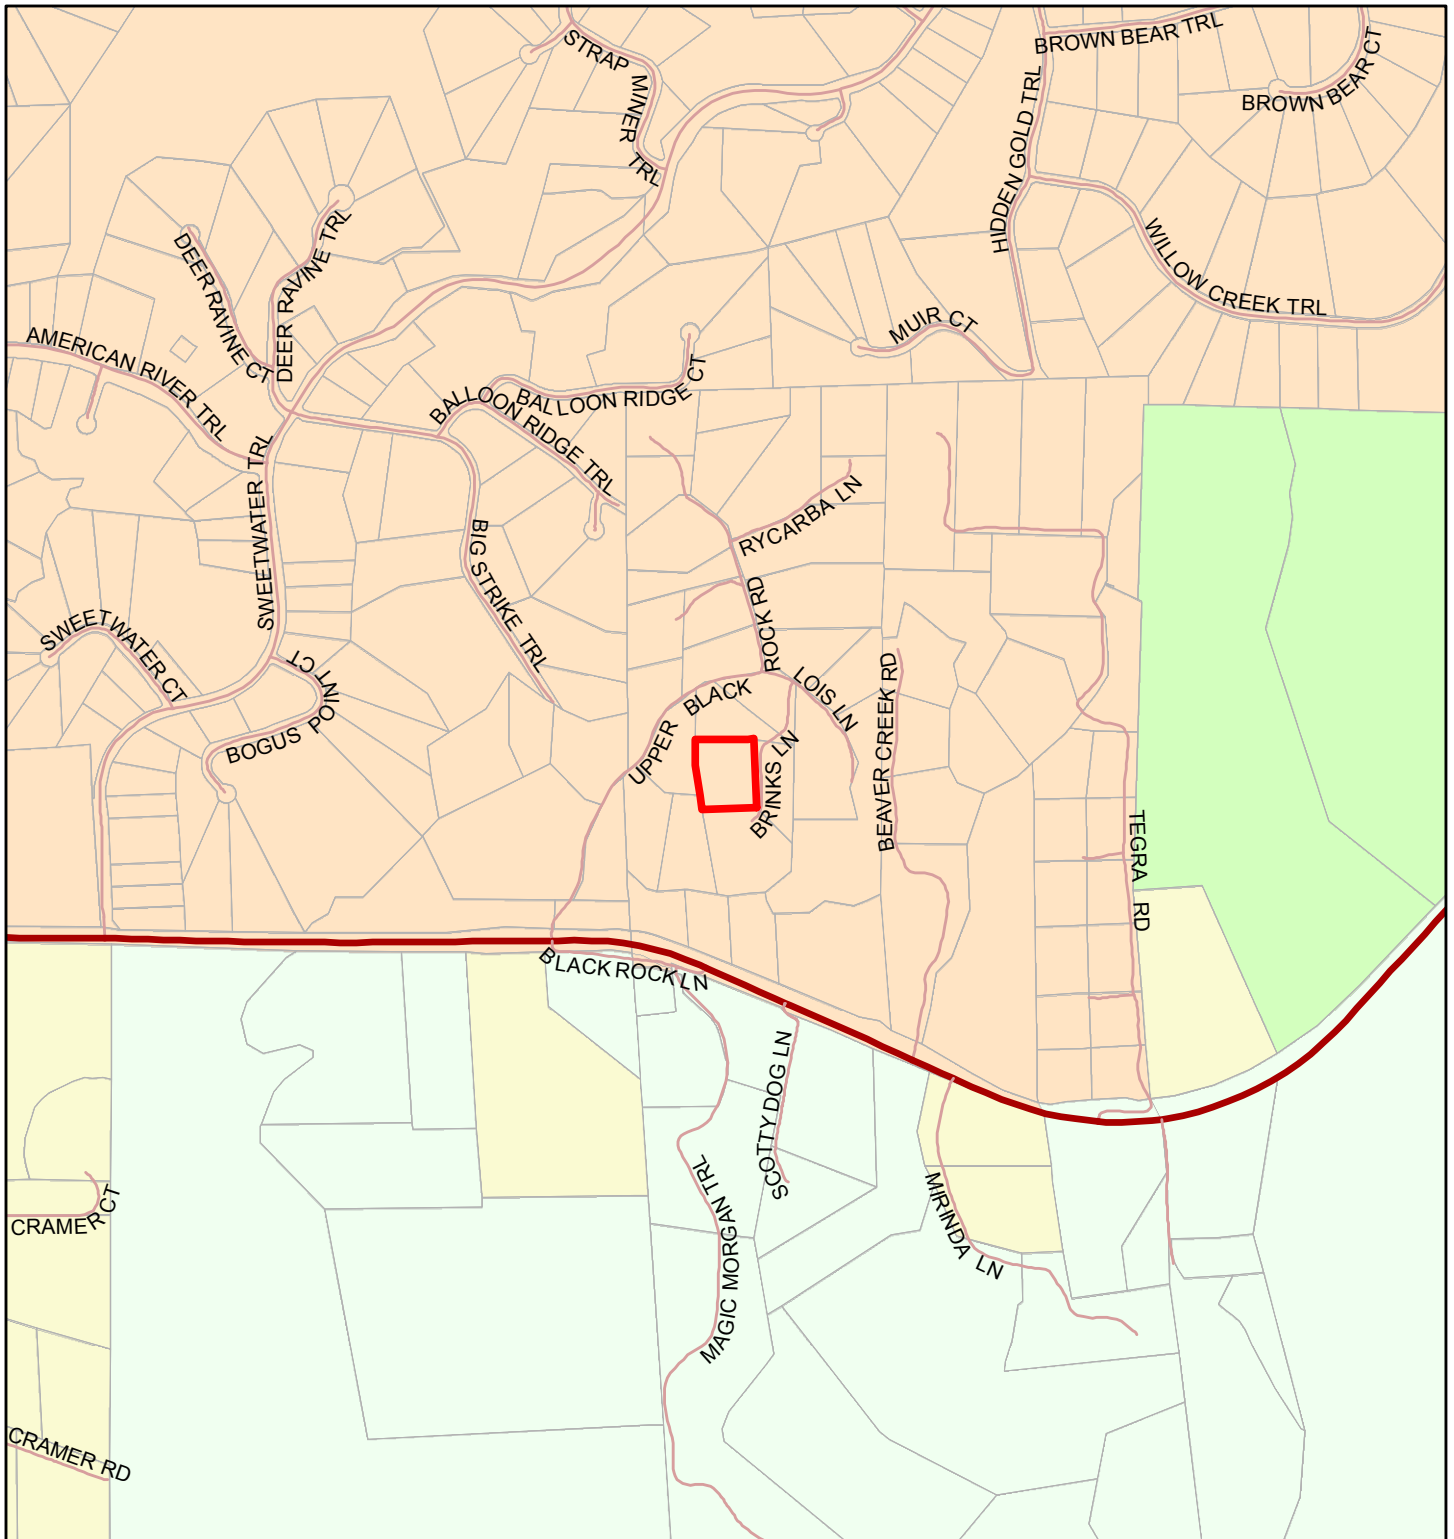 STRAP MINER TRL
BROWN BEAR TRL
BROWN BEAR CT
HIDDEN GOLD TRL
WILLOW CREEK TRL
DEER RAVINE TRL
DEER RAVINE CT
MUIR CT
AMERICAN RIVER TRL
BALLOON RIDGE CT
BALLOON RIDGE TRL
SWEETWATER TRL
RYCARBA LN
BIG STRIKE TRL
ROCK RD
SWEETWATER CT
BOGUS POINT CT
UPPER BLACK
LOIS LN
BRINKS LN
BEAVER CREEK RD
TEGRA RD
BLACK ROCK LN
SCOTTY DOG LN
MAGIC MORGAN TRL
MIRINDA LN
CRAMER CT
CRAMER RD